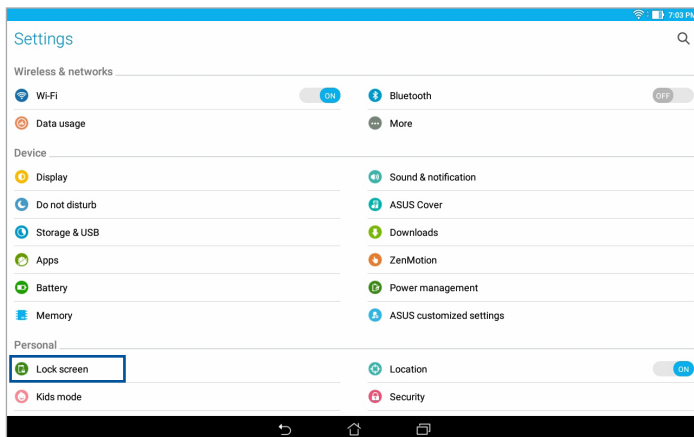 7:03 PM
Settings
Wireless & networks
Wi-Fi ON Bluetooth OFF
Data usage More
Device
Display Sound & notification
Do not disturb ASUS Cover
Storage & USB Downloads
Apps ZenMotion
Battery Power management
Memory ASUS customized settings
Personal
Lock screen Location ON
Kids mode Security